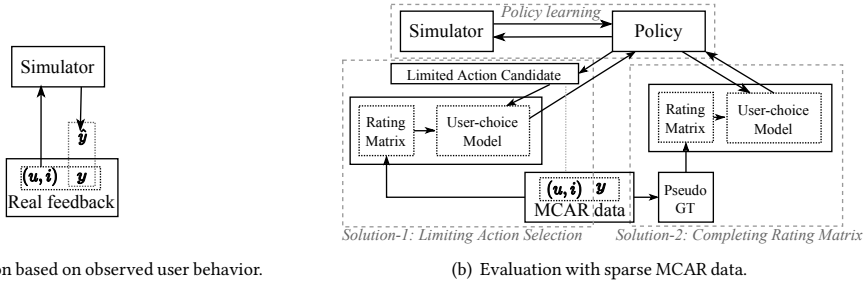 Simulator
ŷ
(u, i) y
Real feedback
on based on observed user behavior.
Policy learning
Simulator
Policy
Limited Action Candidate
Rating
Matrix
User-choice
Model
Rating
Matrix
User-choice
Model
(u, i) y
MCAR data
Pseudo
GT
Solution-1: Limiting Action Selection
Solution-2: Completing Rating Matrix
(b) Evaluation with sparse MCAR data.